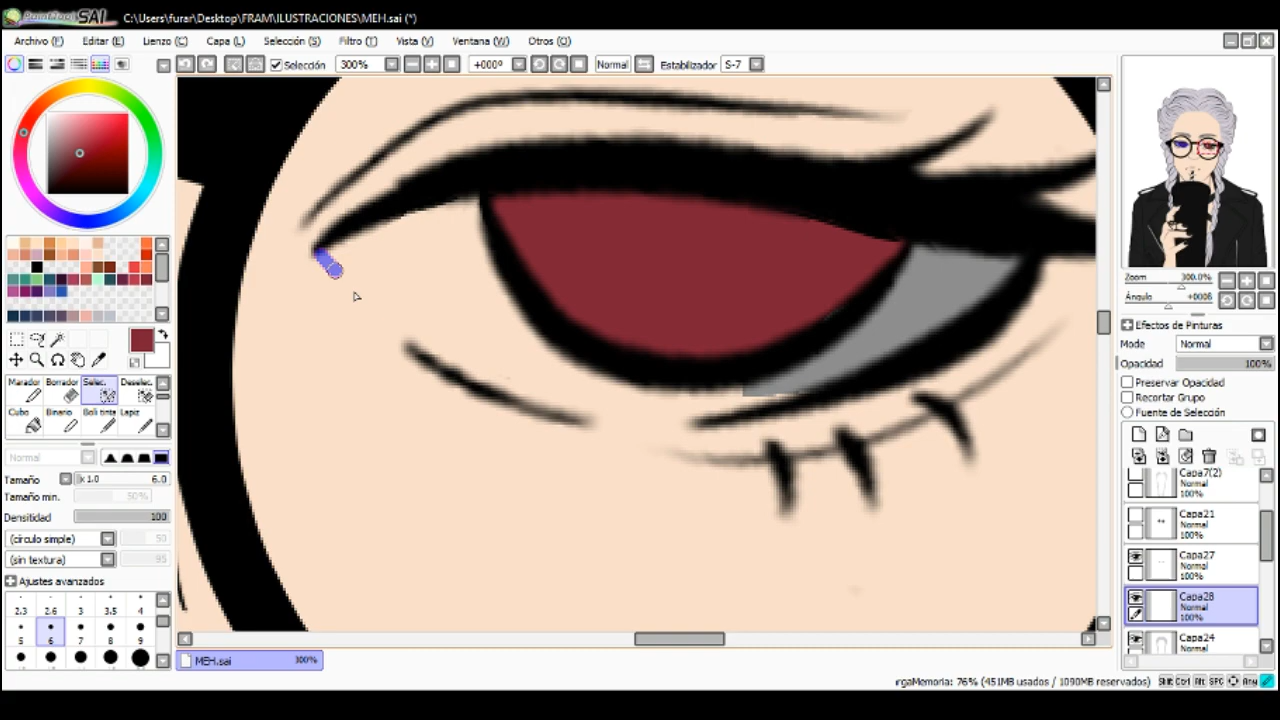 PaintTool SAI C:\Users\furar\Desktop\FRAM\ILUSTRACIONES\MEH.sai (*)
Archivo (F) Editar (E) Lienzo (C) Capa (L) Selección (S) Filtro (T) Vista (V) Ventana (W) Otros (O)
Selección 300% +000º Normal Estabilizador S-7
Zoom 300.0%
Ángulo +000º
Efectos de Pinturas
Mode Normal
Opacidad 100%
Preservar Opacidad
Recortar Grupo
Fuente de Selección
Marador Borrador Selec. Deselec.
Cubo Binario Boli tinta Lapiz
Normal
Tamaño x 1.0 6.0
Tamaño min. 50%
Densitidad 100
(circulo simple) 50
(sin textura) 95
Ajustes avanzados
2.3 2.6 3 3.5 4
5 6 7 8 9
Capa7(2)
Normal
100%
Capa21
Normal
100%
Capa27
Normal
100%
Capa28
Normal
100%
Capa24
Normal
100%
MEH.sai 300%
rgaMemoria: 76% (451MB usados / 1090MB reservados) Shift Ctrl Alt SPC Any